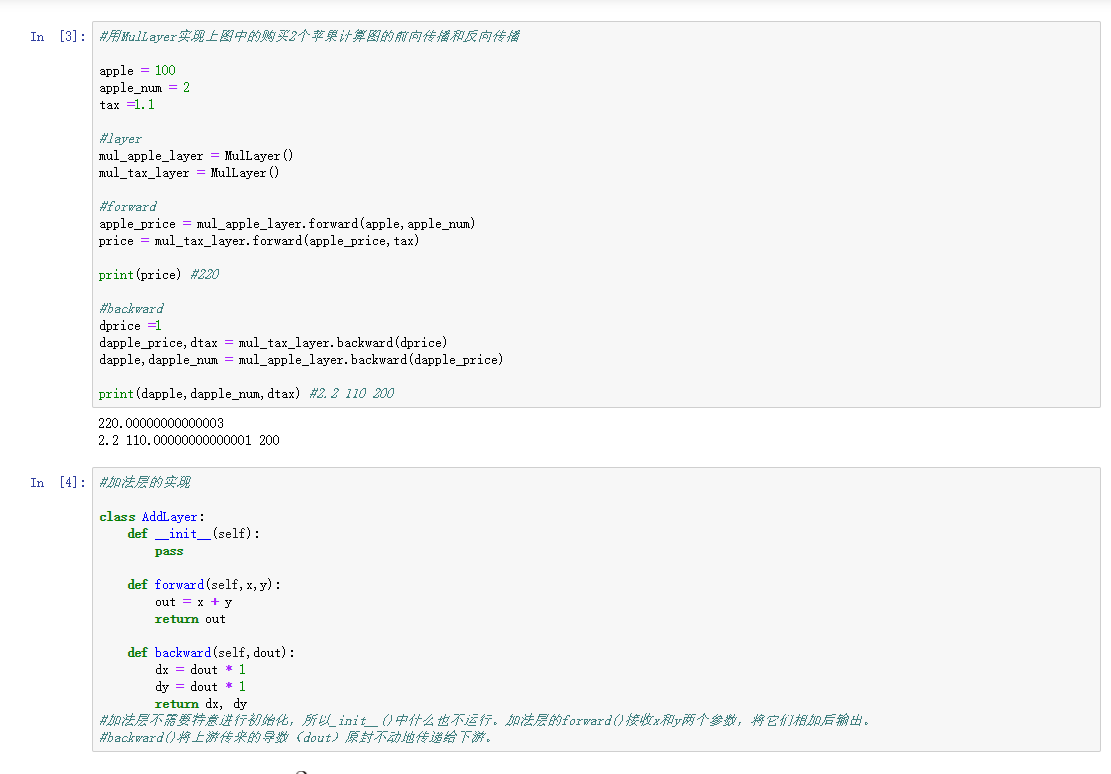 In [3]: #用MulLayer实现上图中的购买2个苹果计算图的前向传播和反向传播
apple = 100
apple_num = 2
tax =1.1
#layer
mul_apple_layer = MulLayer()
mul_tax_layer = MulLayer()
#forward
apple_price = mul_apple_layer.forward(apple,apple_num)
price = mul_tax_layer.forward(apple_price,tax)
print(price) #220
#backward
dprice =1
dapple_price,dtax = mul_tax_layer.backward(dprice)
dapple,dapple_num = mul_apple_layer.backward(dapple_price)
print(dapple,dapple_num,dtax) #2.2 110 200
220.00000000000003
2.2 110.00000000000001 200
In [4]: #加法层的实现
class AddLayer:
def __init__(self):
pass
def forward(self,x,y):
out = x + y
return out
def backward(self,dout):
dx = dout * 1
dy = dout * 1
return dx, dy
#加法层不需要特意进行初始化，所以_init__()中什么也不运行。加法层的forward()接收x和y两个参数，将它们相加后输出。
#backward()将上游传来的导数（dout）原封不动地传递给下游。